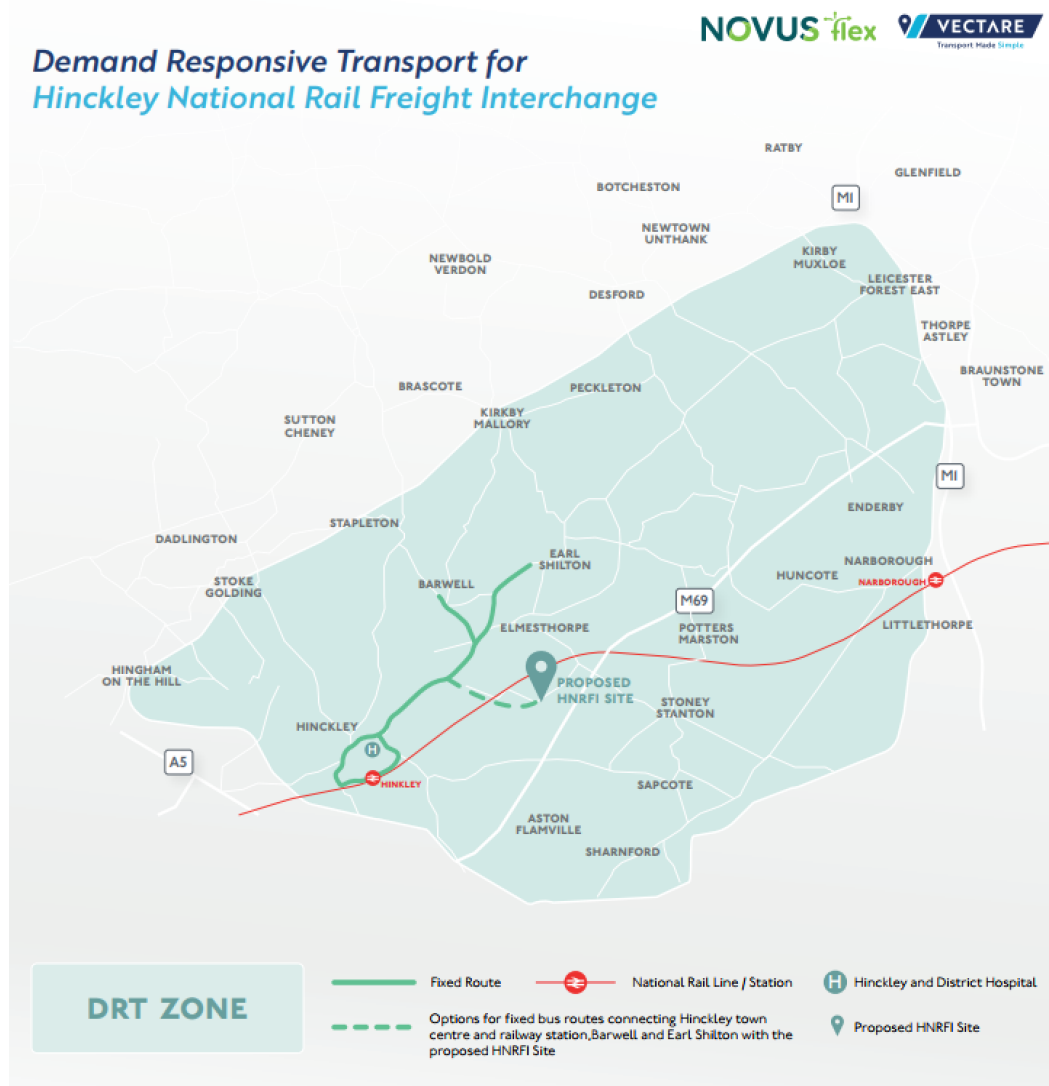 NOVUS flex
VECTARE
Transport Made Simple
Demand Responsive Transport for
Hinckley National Rail Freight Interchange
RATBY
GLENFIELD
BOTCHESTON
M1
NEWTOWN
UNTHANK
KIRBY
MUXLOE
NEWBOLD
VERDON
LEICESTER
FOREST EAST
DESFORD
THORPE
ASTLEY
BRAUNSTONE
TOWN
BRASCOTE
PECKLETON
KIRKBY
MALLORY
SUTTON
CHENEY
M1
ENDERBY
STAPLETON
DADLINGTON
EARL
SHILTON
NARBOROUGH
HUNCOTE
NARBOROUGH
STOKE
GOLDING
BARWELL
M69
ELMESTHORPE
POTTERS
MARSTON
LITTLETHORPE
HINGHAM
ON THE HILL
PROPOSED
HNRFI SITE
STONEY
STANTON
HINCKLEY
H
A5
HINKLEY
SAPCOTE
ASTON
FLAMVILLE
SHARNFORD
DRT ZONE
Fixed Route
National Rail Line / Station
H Hinckley and District Hospital
Options for fixed bus routes connecting Hinckley town
centre and railway station,Barwell and Earl Shilton with the
proposed HNRFI Site
Proposed HNRFI Site